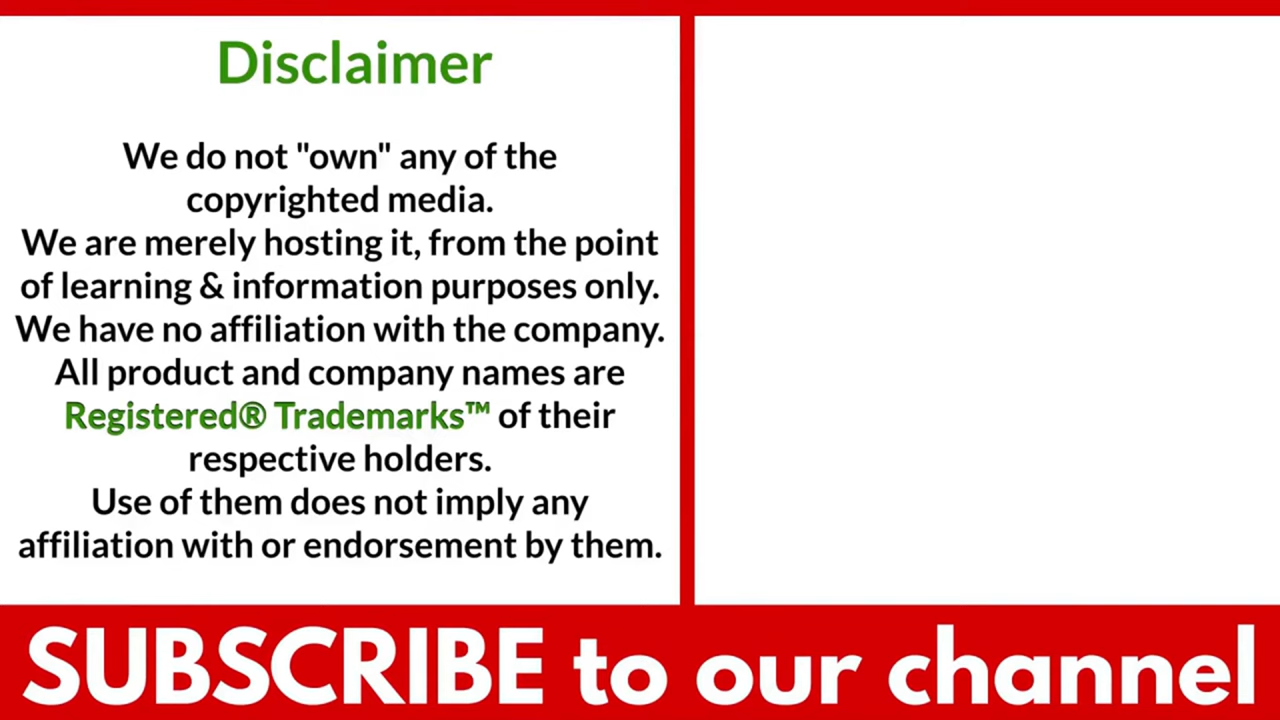 Disclaimer
We do not "own" any of the
copyrighted media.
We are merely hosting it, from the point
of learning & information purposes only.
We have no affiliation with the company.
All product and company names are
Registered® Trademarks™ of their
respective holders.
Use of them does not imply any
affiliation with or endorsement by them.
SUBSCRIBE to our channel